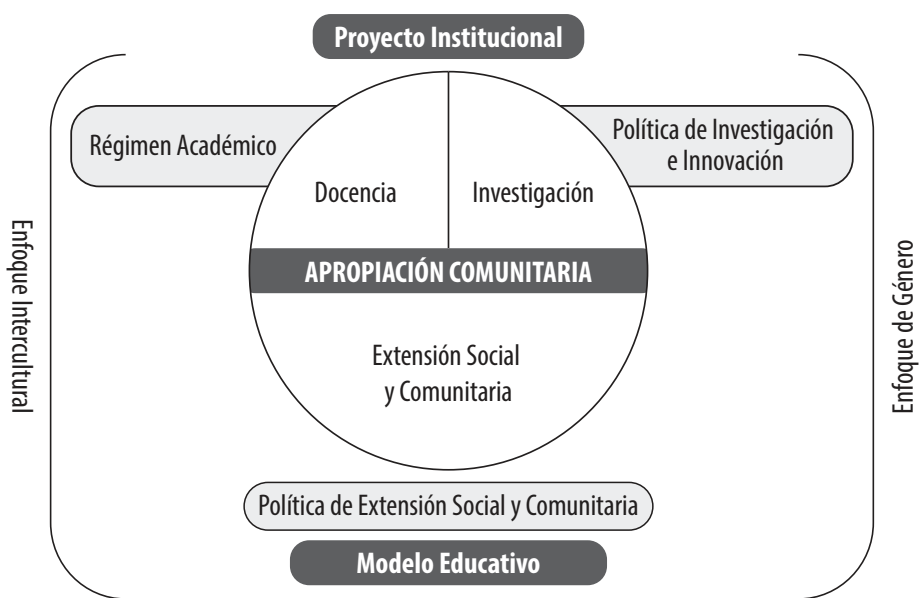 Proyecto Institucional
Régimen Académico
Política de Investigación
e Innovación
Docencia
Investigación
Enfoque Intercultural
APROPIACIÓN COMUNITARIA
Enfoque de Género
Extensión Social
y Comunitaria
Política de Extensión Social y Comunitaria
Modelo Educativo